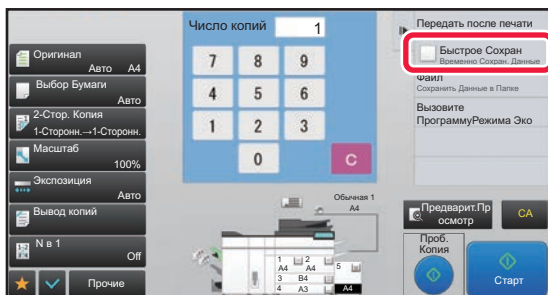 Число копий
1
Оригинал
Авто A4
Выбор Бумаги
Авто
2-Стор. Копия
1-Сторонн.→1-Сторонн.
Масштаб
100%
Экспозиция
Авто
Вывод копий
N в 1
Off
Прочие
7 8 9
4 5 6
1 2 3
0 C
Обычная 1
A4
1 2
A4 A4
5
3 B4
4 A3
A4
Передать после печати
Быстрое Сохран
Временно Сохран. Данные
Файл
Сохранить Данные в Папке
Вызовите
ПрограммуРежима Эко
Предварит.Пр
осмотр
CA
Проб.
Копия
Старт